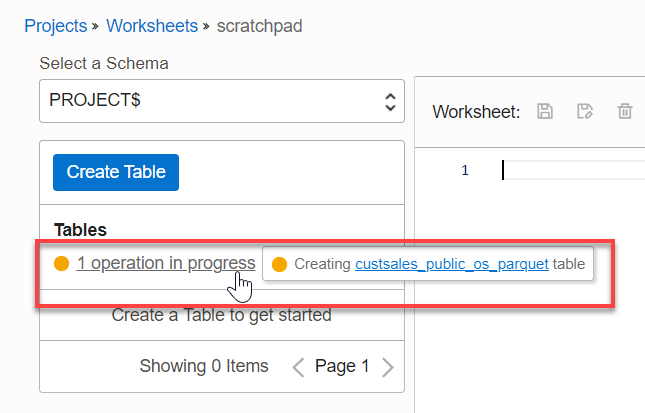 Projects » Worksheets » scratchpad
Select a Schema
PROJECT$
Worksheet:
1
Create Table
Tables
1 operation in progress
Creating custsales_public_os_parquet table
Create a Table to get started
Showing 0 Items
Page 1